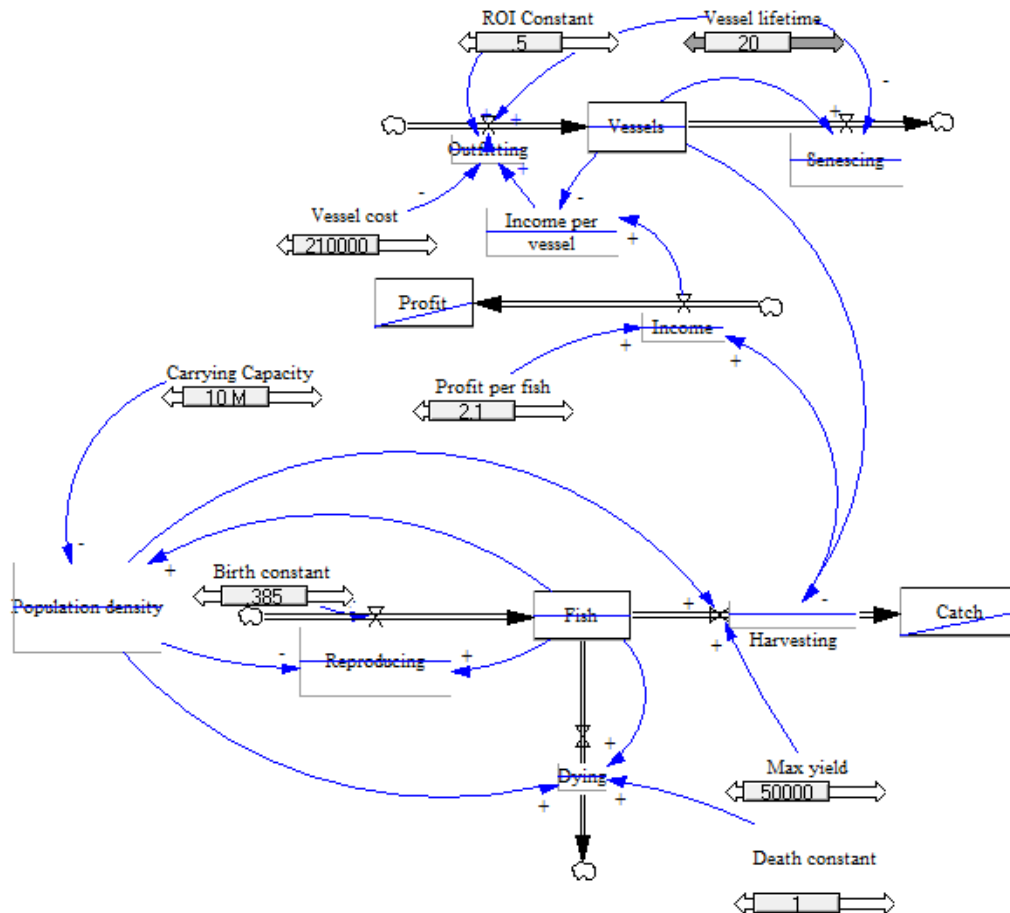 ROI Constant
Vessel lifetime
.5
20
-
+
+
+
Vessels
Outfitting
+
Senescing
-
-
Vessel cost
Income per
vessel
210000
+
Profit
Income
+
+
Carrying Capacity
10 M
Profit per fish
2.1
-
+
Birth constant
.385
Population density
Fish
+
-
Catch
Harvesting
+
-
Reproducing
+
+
Dying
+
+
Max yield
50000
Death constant
1